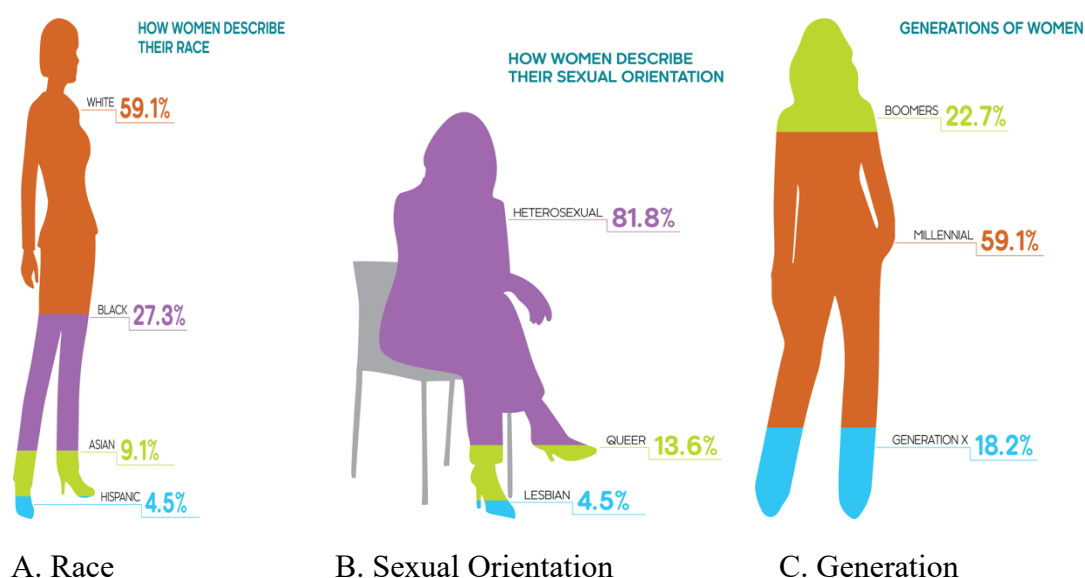 HOW WOMEN DESCRIBE
THEIR RACE
WHITE 59.1%
BLACK 27.3%
ASIAN 9.1%
HISPANIC 4.5%
A. Race
HOW WOMEN DESCRIBE
THEIR SEXUAL ORIENTATION
HETEROSEXUAL 81.8%
QUEER 13.6%
LESBIAN 4.5%
B. Sexual Orientation
GENERATIONS OF WOMEN
BOOMERS 22.7%
MILLENNIAL 59.1%
GENERATION X 18.2%
C. Generation